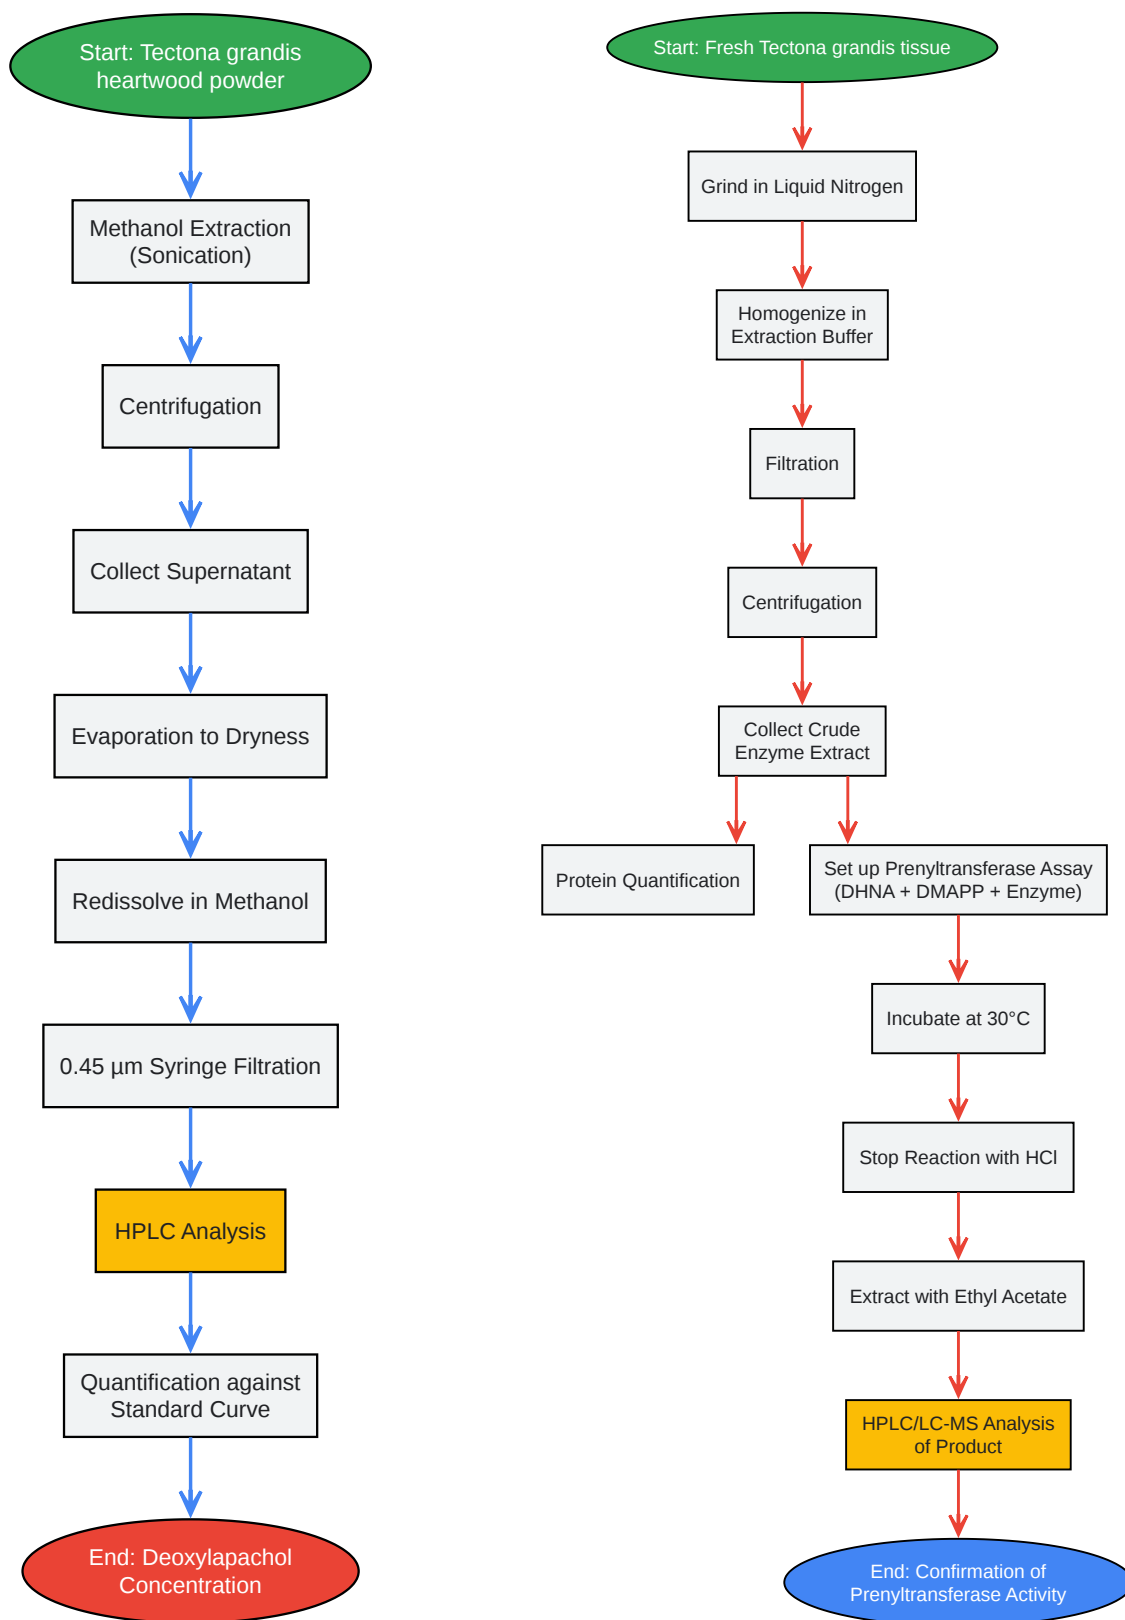 Start: Tectona grandis
heartwood powder
Methanol Extraction
(Sonication)
Centrifugation
Collect Supernatant
Evaporation to Dryness
Redissolve in Methanol
0.45 µm Syringe Filtration
HPLC Analysis
Quantification against
Standard Curve
End: Deoxylapachol
Concentration
Start: Fresh Tectona grandis tissue
Grind in Liquid Nitrogen
Homogenize in
Extraction Buffer
Filtration
Centrifugation
Collect Crude
Enzyme Extract
Protein Quantification
Set up Prenyltransferase Assay
(DHNA + DMAPP + Enzyme)
Incubate at 30°C
Stop Reaction with HCl
Extract with Ethyl Acetate
HPLC/LC-MS Analysis
of Product
End: Confirmation of
Prenyltransferase Activity